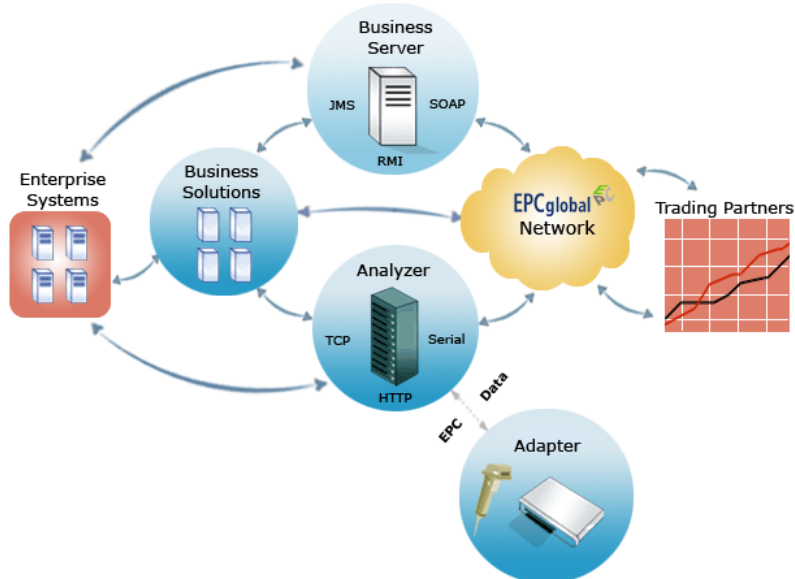 Business
Server
JMS
SOAP
RMI
Enterprise
Systems
Business
Solutions
EPCglobal
EPC
Network
Trading Partners
Analyzer
TCP
Serial
HTTP
EPC
Data
Adapter